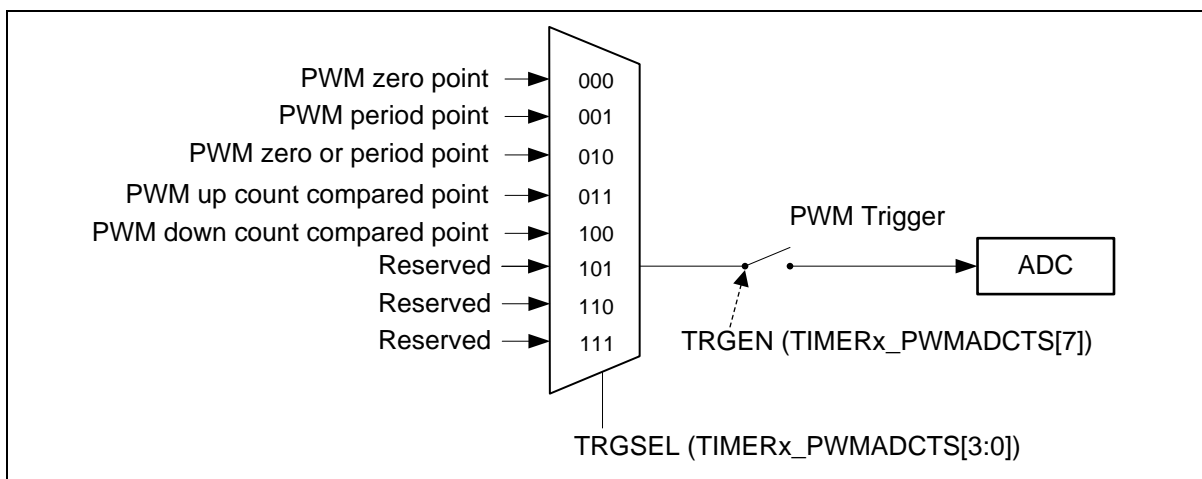 PWM zero point 000
PWM period point 001
PWM zero or period point 010
PWM up count compared point 011
PWM down count compared point 100
Reserved 101
Reserved 110
Reserved 111
PWM Trigger
ADC
TRGEN (TIMERx_PWMADCTS[7])
TRGSEL (TIMERx_PWMADCTS[3:0])